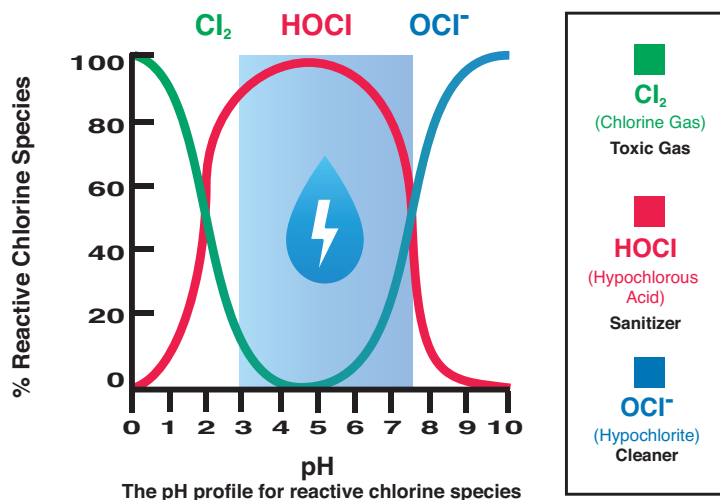 Cl₂ HOCl OCl⁻
% Reactive Chlorine Species
100
80
60
40
20
0
0 1 2 3 4 5 6 7 8 9 10
pH
The pH profile for reactive chlorine species
Cl₂
(Chlorine Gas)
Toxic Gas
HOCl
(Hypochlorous
Acid)
Sanitizer
OCl⁻
(Hypochlorite)
Cleaner